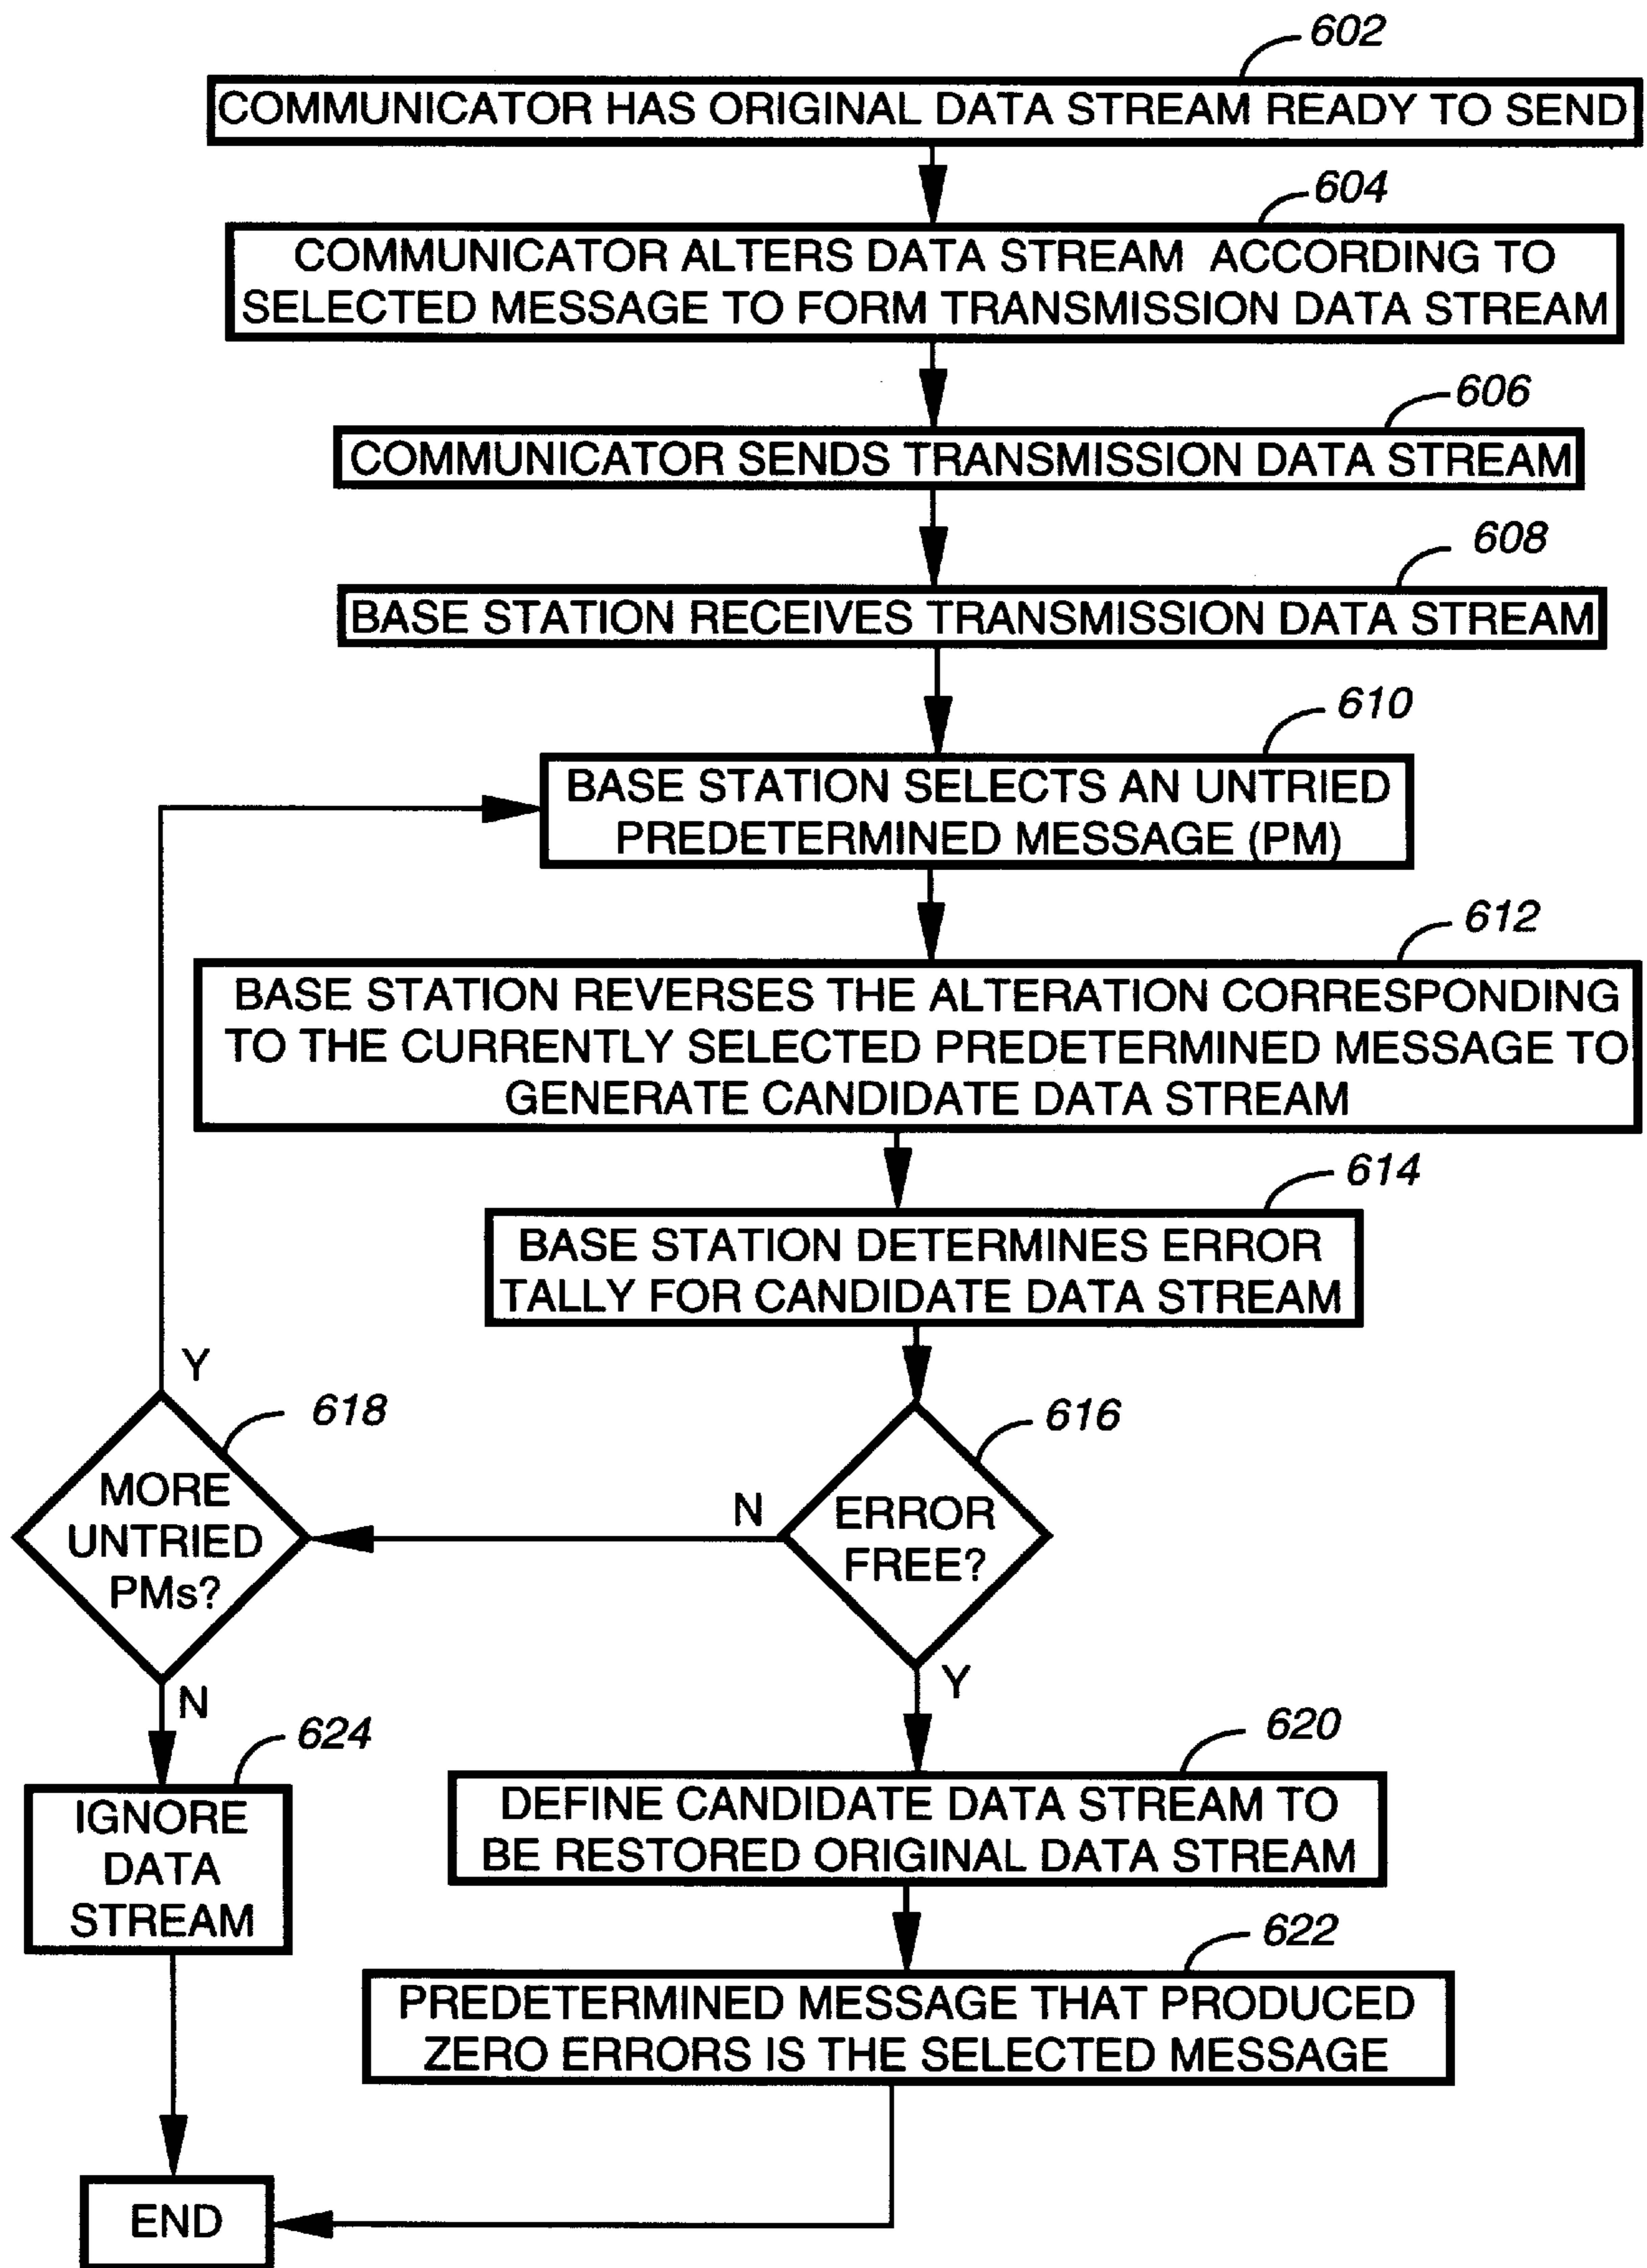 602
COMMUNICATOR HAS ORIGINAL DATA STREAM READY TO SEND
604
COMMUNICATOR ALTERS DATA STREAM ACCORDING TO
SELECTED MESSAGE TO FORM TRANSMISSION DATA STREAM
606
COMMUNICATOR SENDS TRANSMISSION DATA STREAM
608
BASE STATION RECEIVES TRANSMISSION DATA STREAM
610
BASE STATION SELECTS AN UNTRIED
PREDETERMINED MESSAGE (PM)
612
BASE STATION REVERSES THE ALTERATION CORRESPONDING
TO THE CURRENTLY SELECTED PREDETERMINED MESSAGE TO
GENERATE CANDIDATE DATA STREAM
614
BASE STATION DETERMINES ERROR
TALLY FOR CANDIDATE DATA STREAM
616
ERROR
FREE?
N
Y
618
MORE
UNTRIED
PMs?
Y
N
624
IGNORE
DATA
STREAM
620
DEFINE CANDIDATE DATA STREAM TO
BE RESTORED ORIGINAL DATA STREAM
622
PREDETERMINED MESSAGE THAT PRODUCED
ZERO ERRORS IS THE SELECTED MESSAGE
END